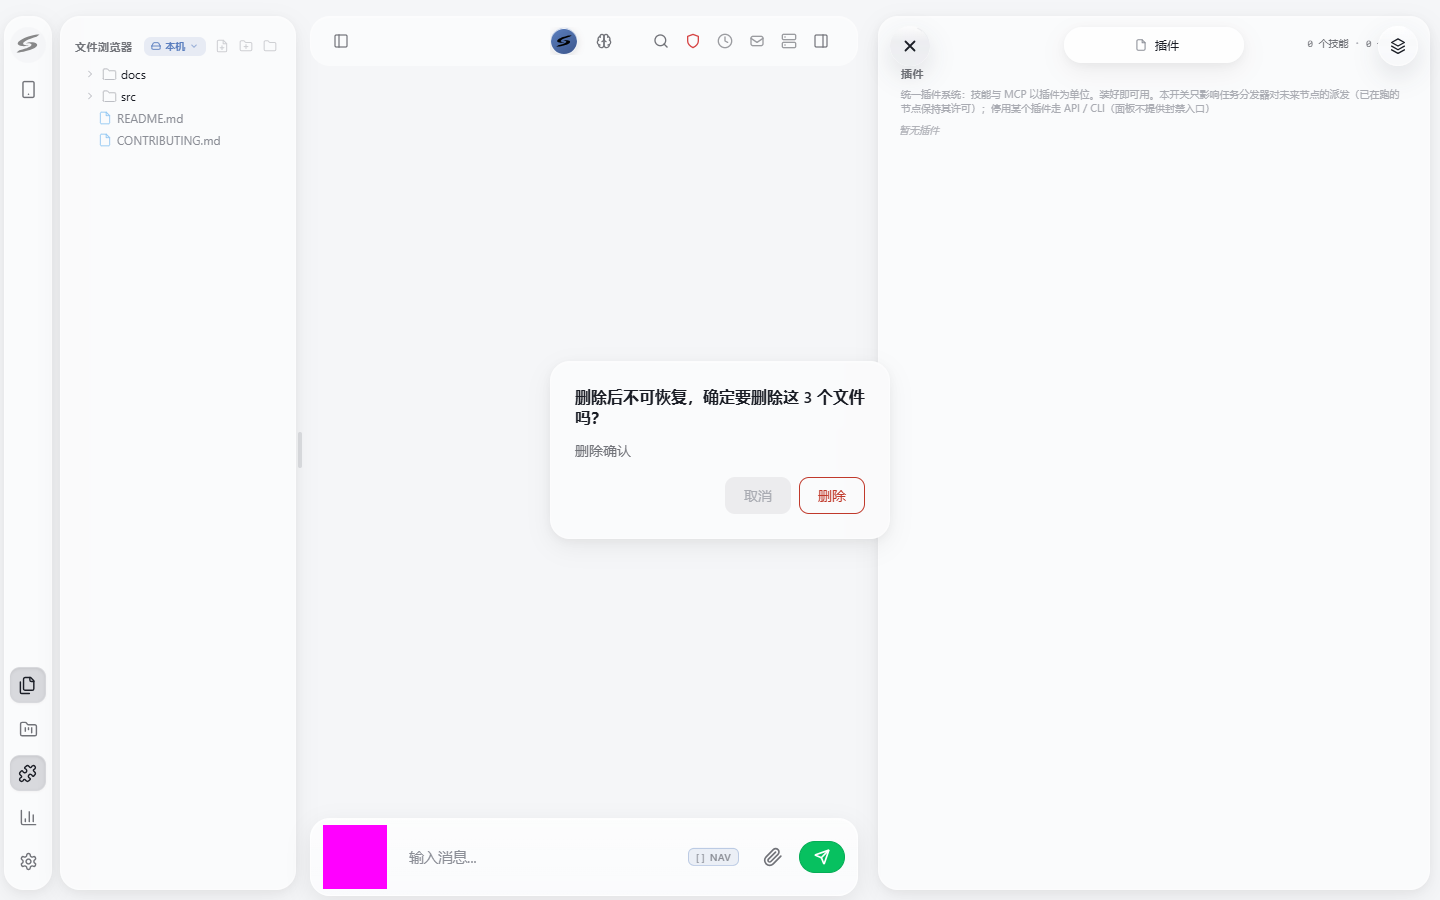 文件浏览器
本机
docs
src
README.md
CONTRIBUTING.md
插件
0 个技能 · 0 ·
插件
统一插件系统：技能与 MCP 以插件为单位。装好即可用。本开关只影响任务分发器对未来节点的派发（已在跑的
节点保持其许可）；停用某个插件走 API / CLI（面板不提供封禁入口）
暂无插件
删除后不可恢复，确定要删除这 3 个文件
吗？
删除确认
取消
删除
输入消息...
[ ] NAV